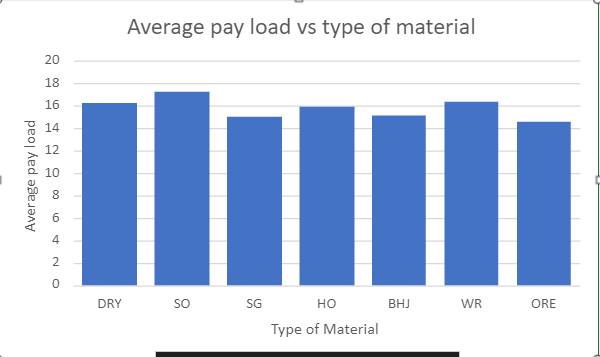 Average pay load vs type of material
Average pay load
20
18
16
14
12
10
8
6
4
2
0
DRY SO SG HO BHJ WR ORE
Type of Material